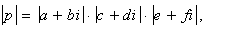 |p| = |a + bi| · |c + di| · |e + fi|,